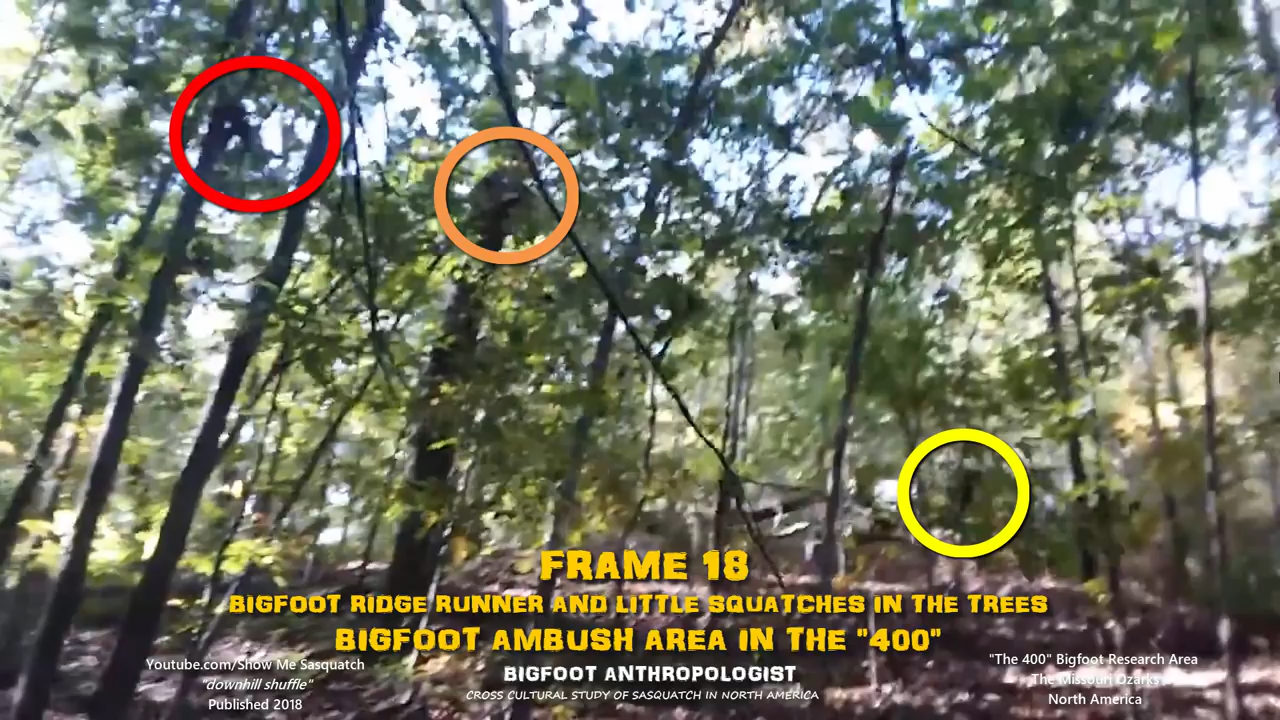 FRAME 18
BIGFOOT RIDGE RUNNER AND LITTLE SQUATCHES IN THE TREES
BIGFOOT AMBUSH AREA IN THE "400"
BIGFOOT ANTHROPOLOGIST
CROSS CULTURAL STUDY OF SASQUATCH IN NORTH AMERICA
Youtube.com/Show Me Sasquatch
"downhill shuffle"
Published 2018
"The 400" Bigfoot Research Area
The Missouri Ozarks
North America